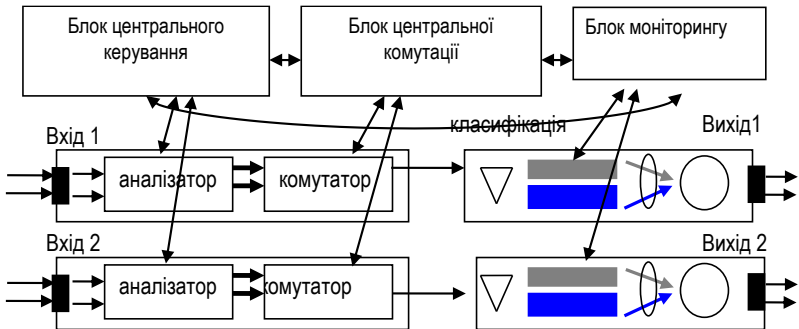 Блок центрального
керування
Блок центральної
комутації
Блок моніторингу
класифікація
Вхід 1
Вихід1
аналізатор
комутатор
Вхід 2
Вихід 2
аналізатор
комутатор